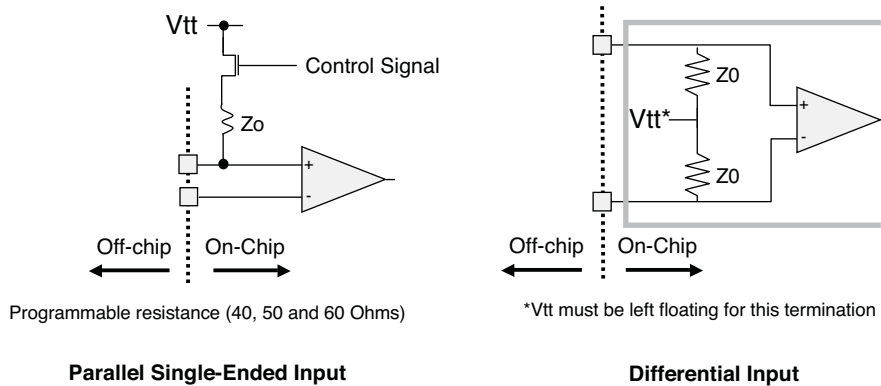 Vtt
Control Signal
Zo
+
-
Off-chip
On-Chip
Programmable resistance (40, 50 and 60 Ohms)
Parallel Single-Ended Input
Z0
Vtt*
Z0
+
-
Off-chip
On-Chip
*Vtt must be left floating for this termination
Differential Input